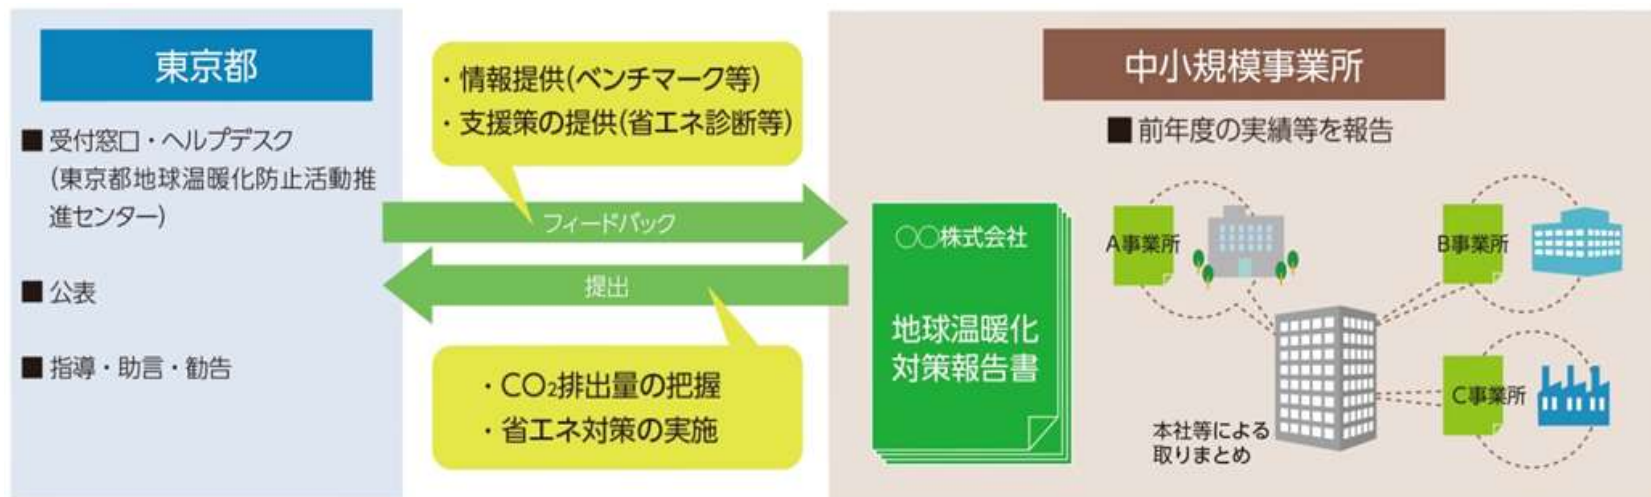 東京都
■ 受付窓口・ヘルプデスク
(東京都地球温暖化防止活動推
進センター)
■ 公表
■ 指導・助言・勧告
・情報提供(ベンチマーク等)
・支援策の提供(省エネ診断等)
フィードバック
提出
・CO₂排出量の把握
・省エネ対策の実施
中小規模事業所
■ 前年度の実績等を報告
○○株式会社
地球温暖化
対策報告書
A事業所
B事業所
C事業所
本社等による
取りまとめ